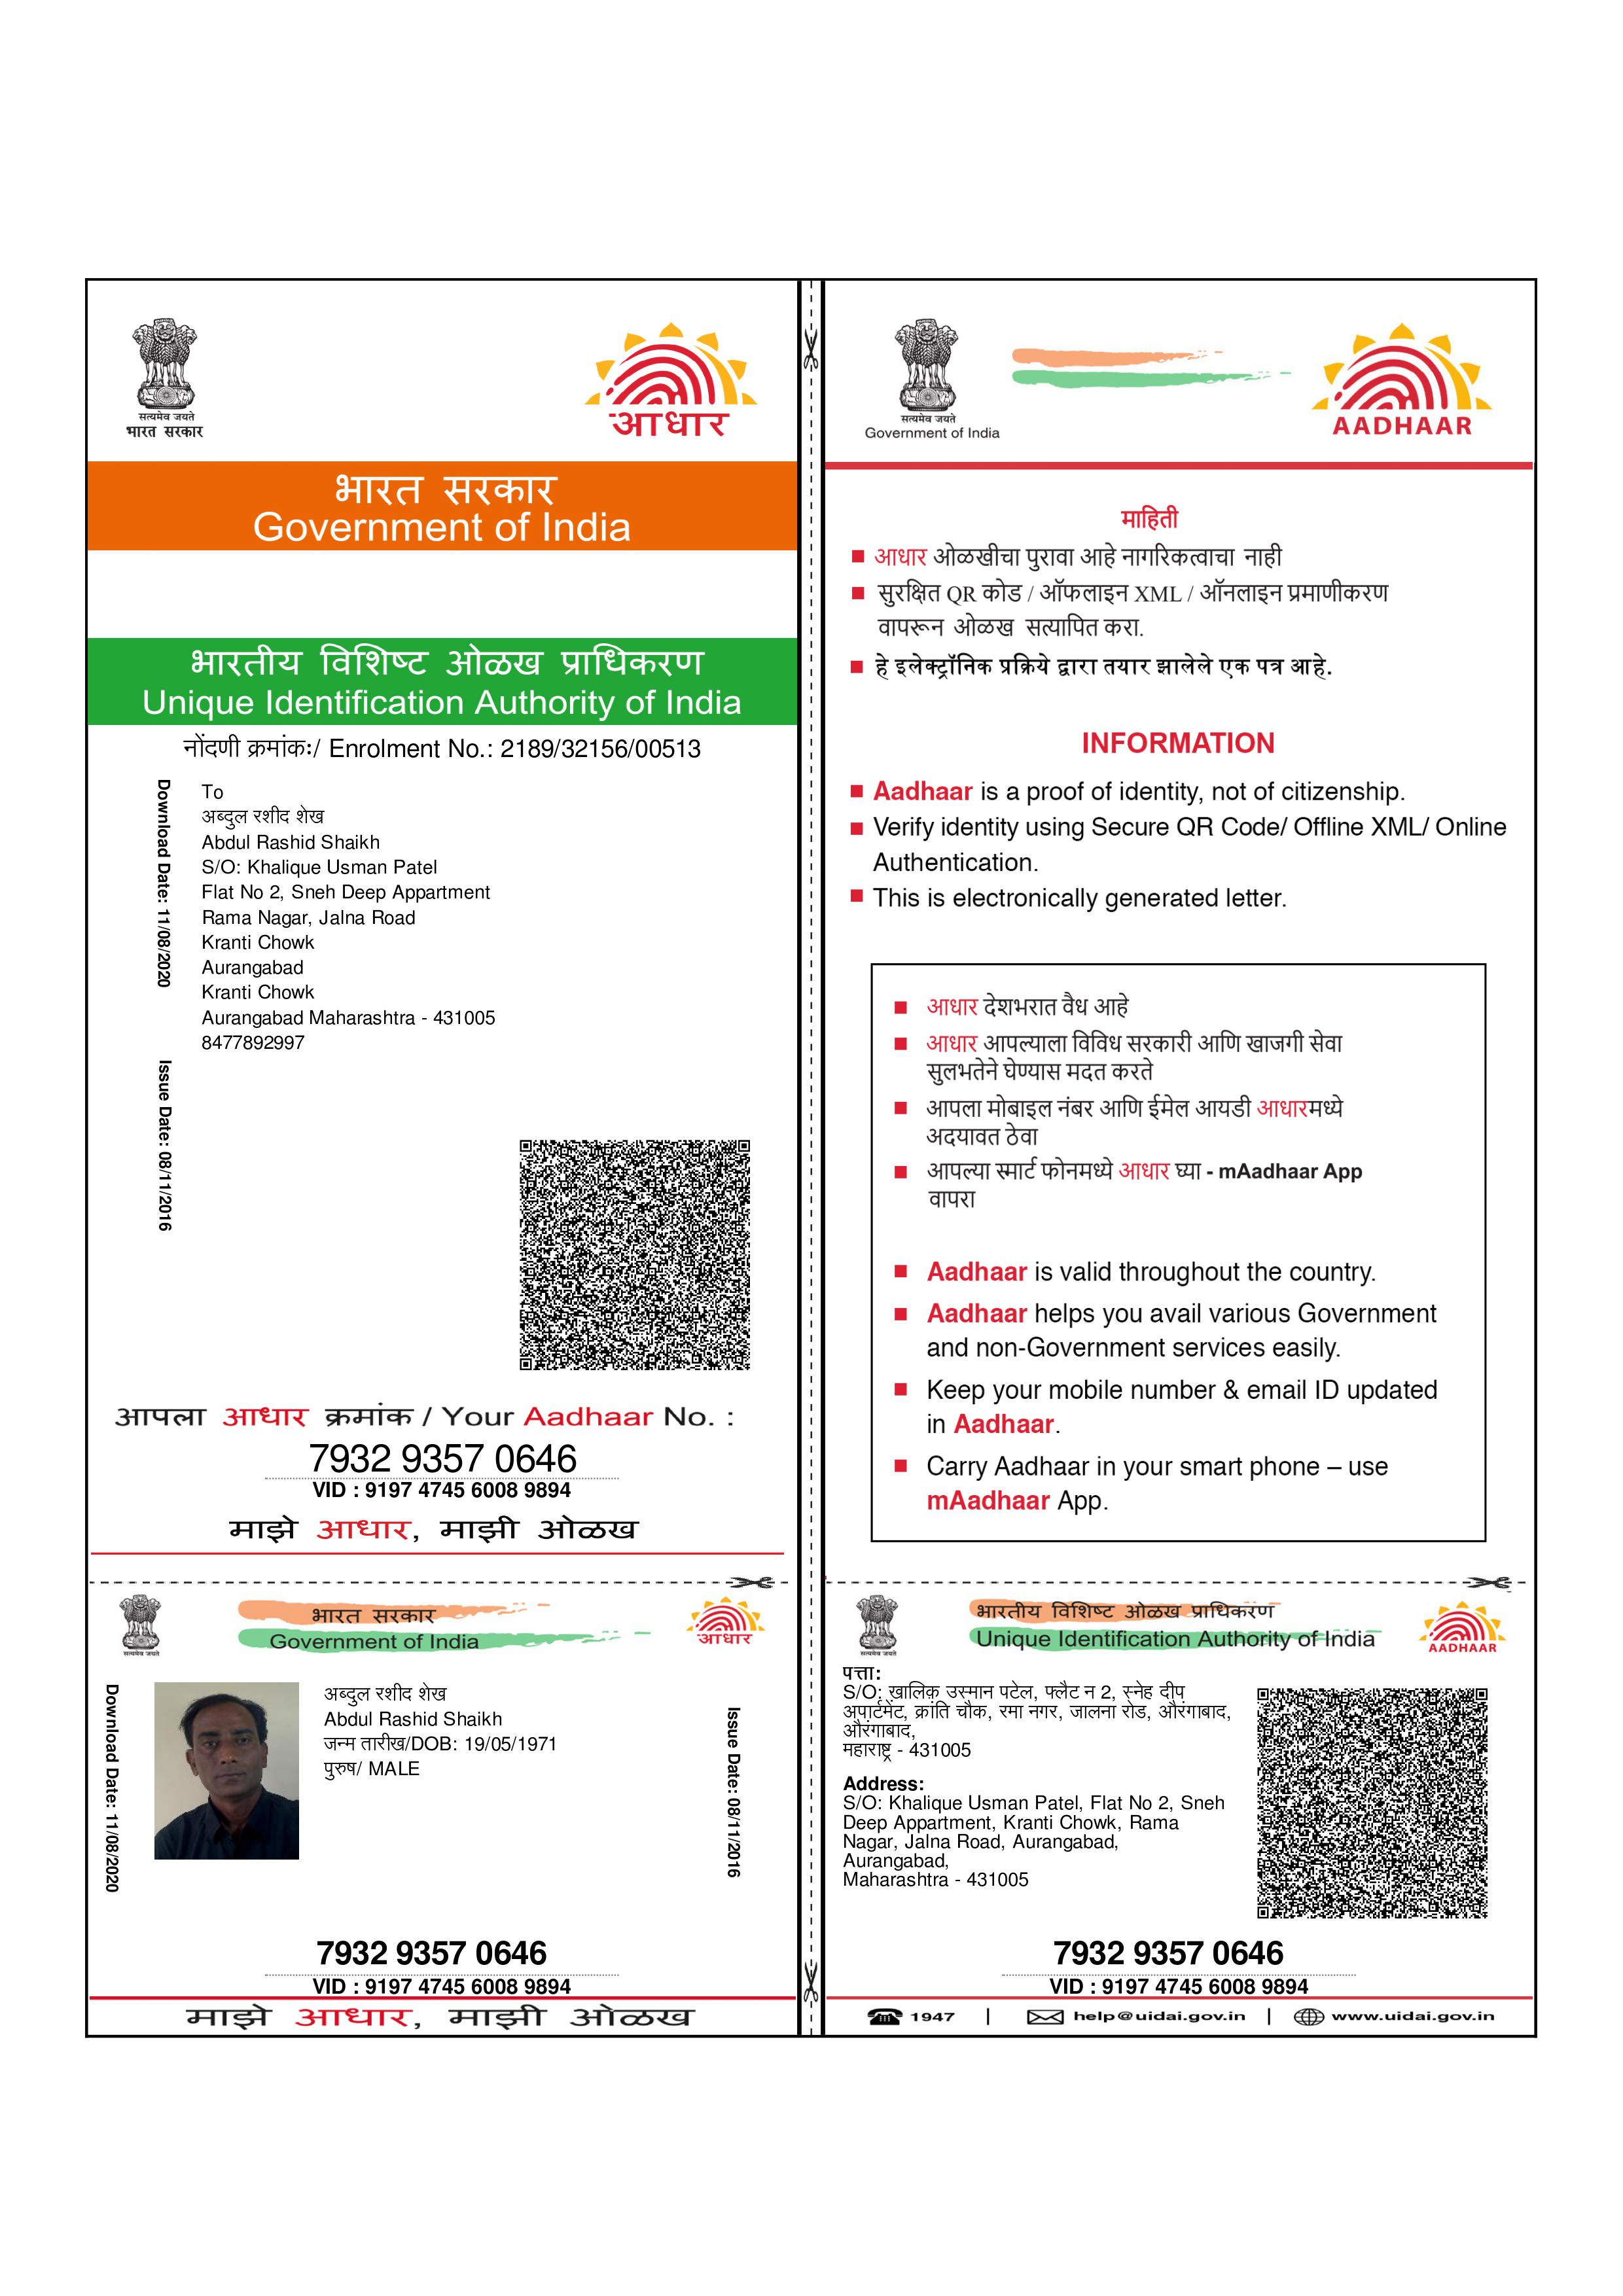 सत्यमेव जयते
भारत सरकार
आधार
भारत सरकार
Government of India
भारतीय विशिष्ट ओळख प्राधिकरण
Unique Identification Authority of India
नोंदणी क्रमांक:/ Enrolment No.: 2189/32156/00513
Download Date: 11/08/2020
Issue Date: 08/11/2016
To
अब्दुल रशीद शेख
Abdul Rashid Shaikh
S/O: Khalique Usman Patel
Flat No 2, Sneh Deep Appartment
Rama Nagar, Jalna Road
Kranti Chowk
Aurangabad
Kranti Chowk
Aurangabad Maharashtra - 431005
8477892997
आपला आधार क्रमांक / Your Aadhaar No. :
7932 9357 0646
VID : 9197 4745 6008 9894
माझे आधार, माझी ओळख
सत्यमेव जयते
Government of India
AADHAAR
माहिती
आधार ओळखीचा पुरावा आहे नागरिकत्वाचा नाही
सुरक्षित QR कोड / ऑफलाइन XML / ऑनलाइन प्रमाणीकरण
वापरून ओळख सत्यापित करा.
हे इलेक्ट्रॉनिक प्रक्रिये द्वारा तयार झालेले एक पत्र आहे.
INFORMATION
Aadhaar is a proof of identity, not of citizenship.
Verify identity using Secure QR Code/ Offline XML/ Online
Authentication.
This is electronically generated letter.
आधार देशभरात वैध आहे
आधार आपल्याला विविध सरकारी आणि खाजगी सेवा
सुलभतेने घेण्यास मदत करते
आपला मोबाइल नंबर आणि ईमेल आयडी आधारमध्ये
अदयावत ठेवा
आपल्या स्मार्ट फोनमध्ये आधार घ्या - mAadhaar App
वापरा
Aadhaar is valid throughout the country.
Aadhaar helps you avail various Government
and non-Government services easily.
Keep your mobile number & email ID updated
in Aadhaar.
Carry Aadhaar in your smart phone – use
mAadhaar App.
सत्यमेव जयते
भारत सरकार
Government of India
आधार
Download Date: 11/08/2020
अब्दुल रशीद शेख
Abdul Rashid Shaikh
जन्म तारीख/DOB: 19/05/1971
पुरुष/ MALE
Issue Date: 08/11/2016
7932 9357 0646
VID : 9197 4745 6008 9894
माझे आधार, माझी ओळख
सत्यमेव जयते
भारतीय विशिष्ट ओळख प्राधिकरण
Unique Identification Authority of India
AADHAAR
पत्ता:
S/O: ख़ालिक़ उस्मान पटेल, फ्लैट न 2, स्नेह दीप
अपार्टमेंट, क्रांति चौक, रमा नगर, जालना रोड, औरंगाबाद,
औरंगाबाद,
महाराष्ट्र - 431005
Address:
S/O: Khalique Usman Patel, Flat No 2, Sneh
Deep Appartment, Kranti Chowk, Rama
Nagar, Jalna Road, Aurangabad,
Aurangabad,
Maharashtra - 431005
7932 9357 0646
VID : 9197 4745 6008 9894
1947 | help@uidai.gov.in | www.uidai.gov.in